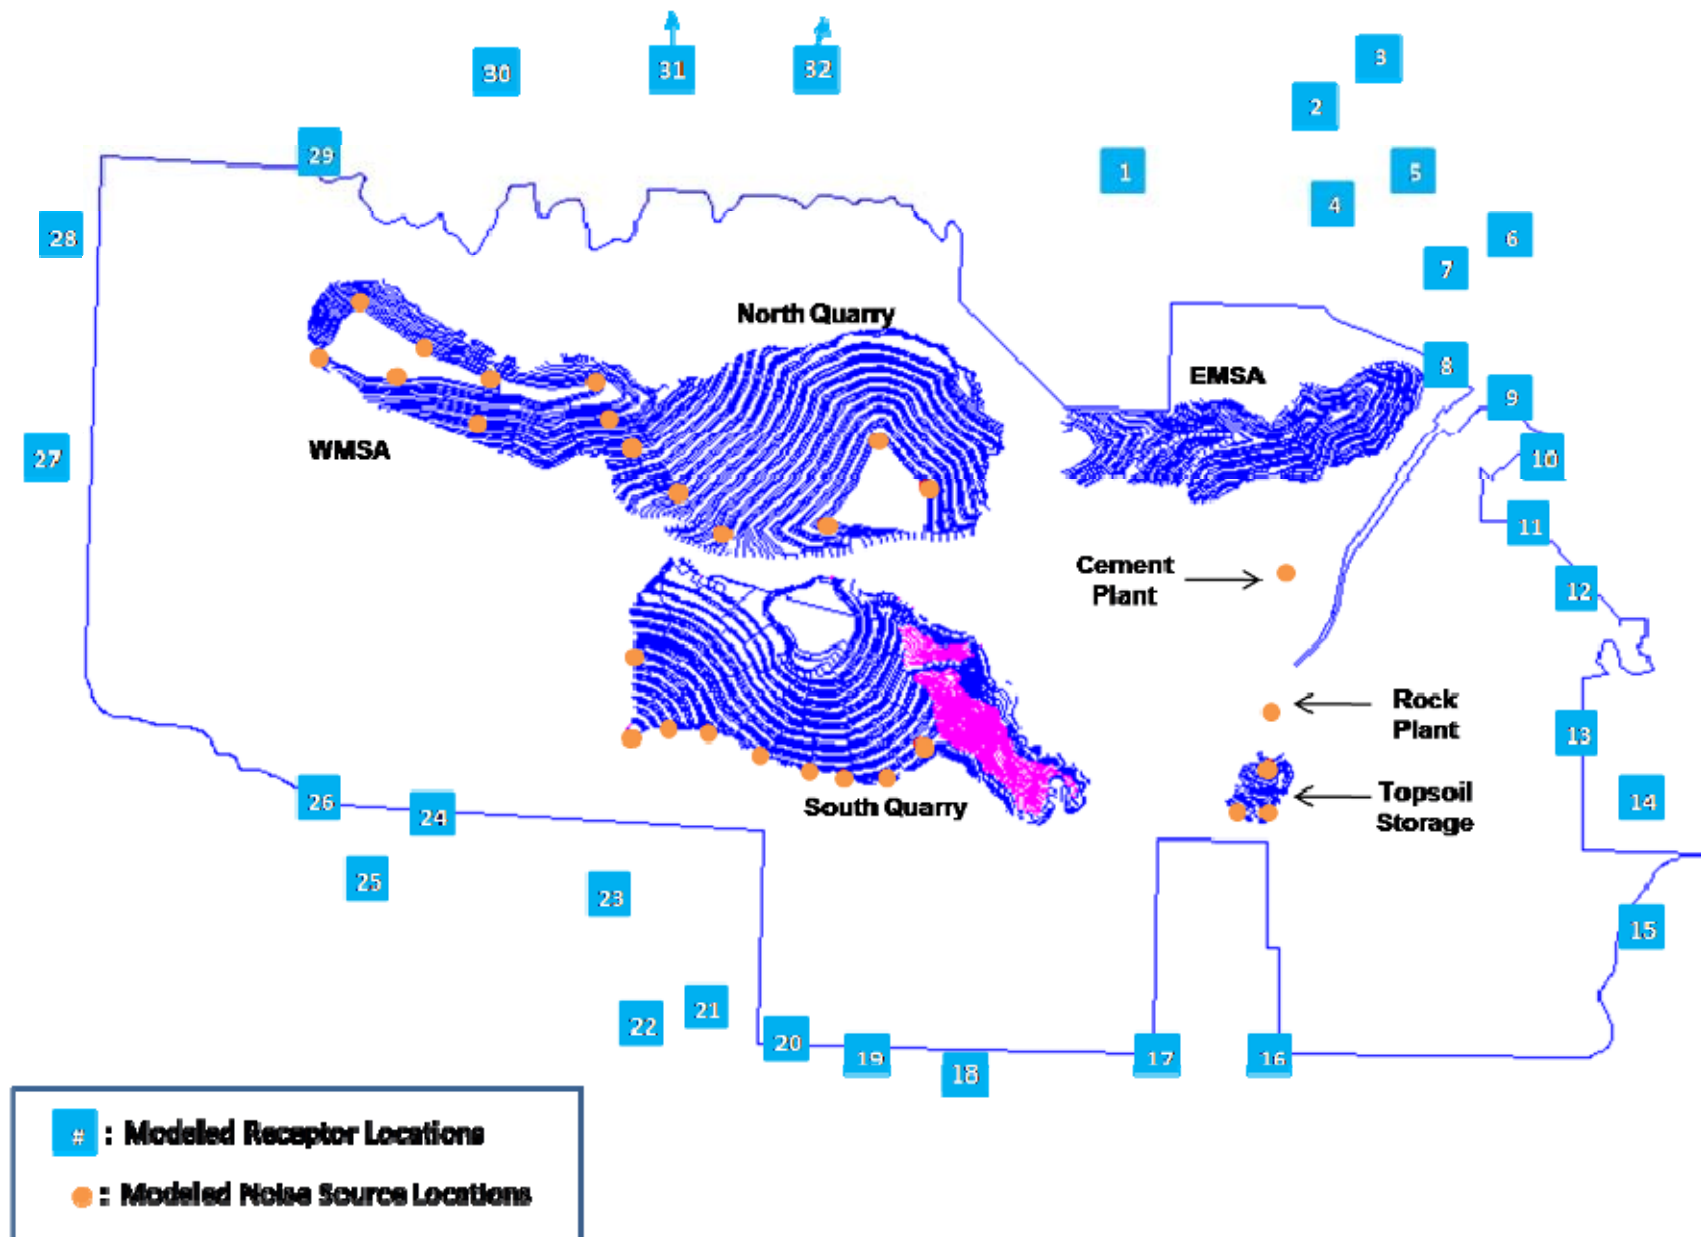 3
30
31
32
2
29
1
5
4
28
6
7
North Quarry
8
EMSA
9
WMSA
27
10
11
Cement
Plant
12
Rock
Plant
13
26
24
South Quarry
Topsoil
Storage
14
25
23
15
22
21
20
19
18
17
16
# : Modeled Receptor Locations
: Modeled Noise Source Locations